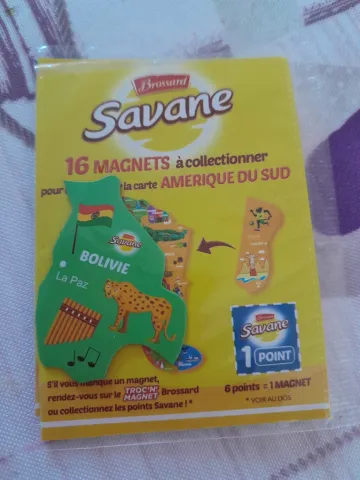 Brossard
Savane
16 MAGNETS à collectionner
pour la carte AMERIQUE DU SUD
Savane
BOLIVIE
La Paz
Brossard
Savane
1 POINT
S'il vous manque un magnet,
rendez-vous sur le TROC'N' MAGNET Brossard
ou collectionnez les points Savane ! *
6 points = 1 MAGNET
* VOIR AU DOS